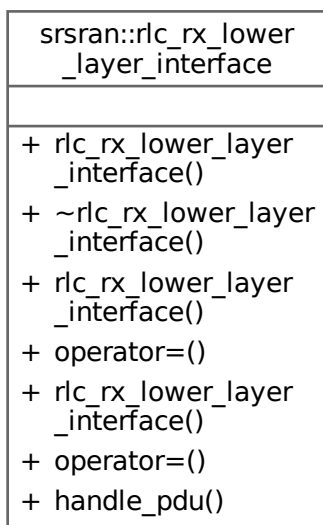 srsran::rlc_rx_lower
_layer_interface
+ rlc_rx_lower_layer
_interface()
+ ~rlc_rx_lower_layer
_interface()
+ rlc_rx_lower_layer
_interface()
+ operator=()
+ rlc_rx_lower_layer
_interface()
+ operator=()
+ handle_pdu()